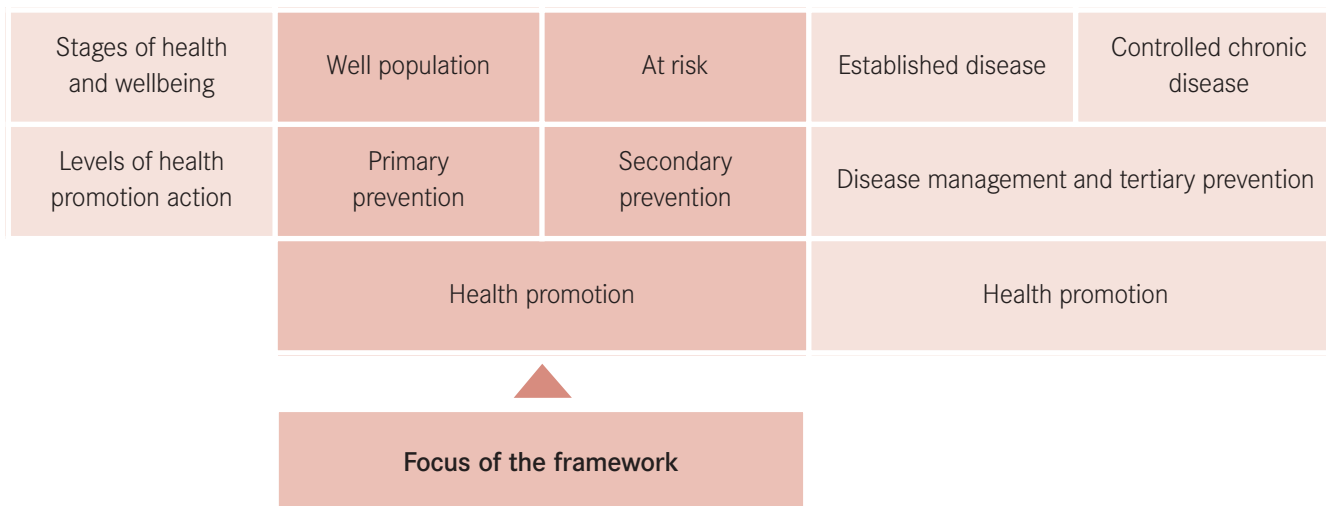 Stages of health
and wellbeing
Well population
At risk
Established disease
Controlled chronic
disease
Levels of health
promotion action
Primary
prevention
Secondary
prevention
Disease management and tertiary prevention
Health promotion
Health promotion
Focus of the framework